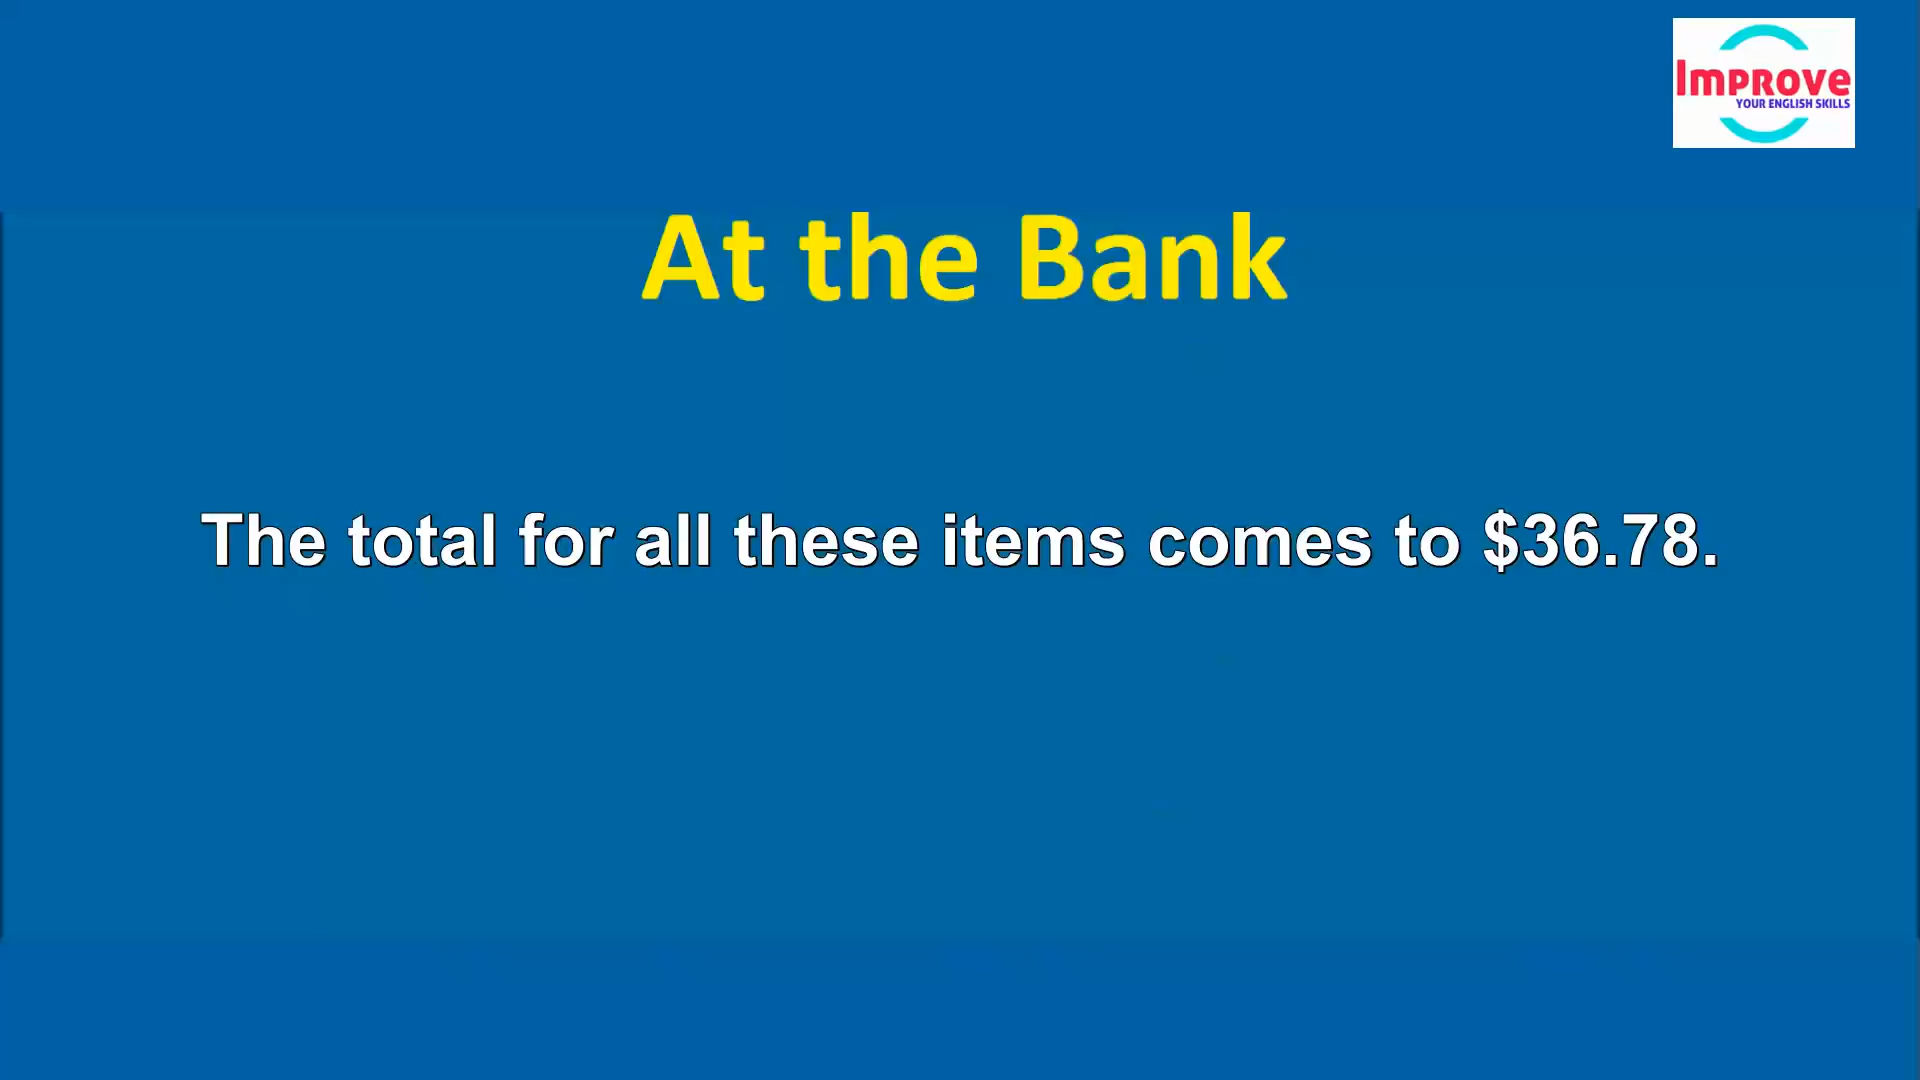 Improve
YOUR ENGLISH SKILLS
At the Bank
The total for all these items comes to $36.78.